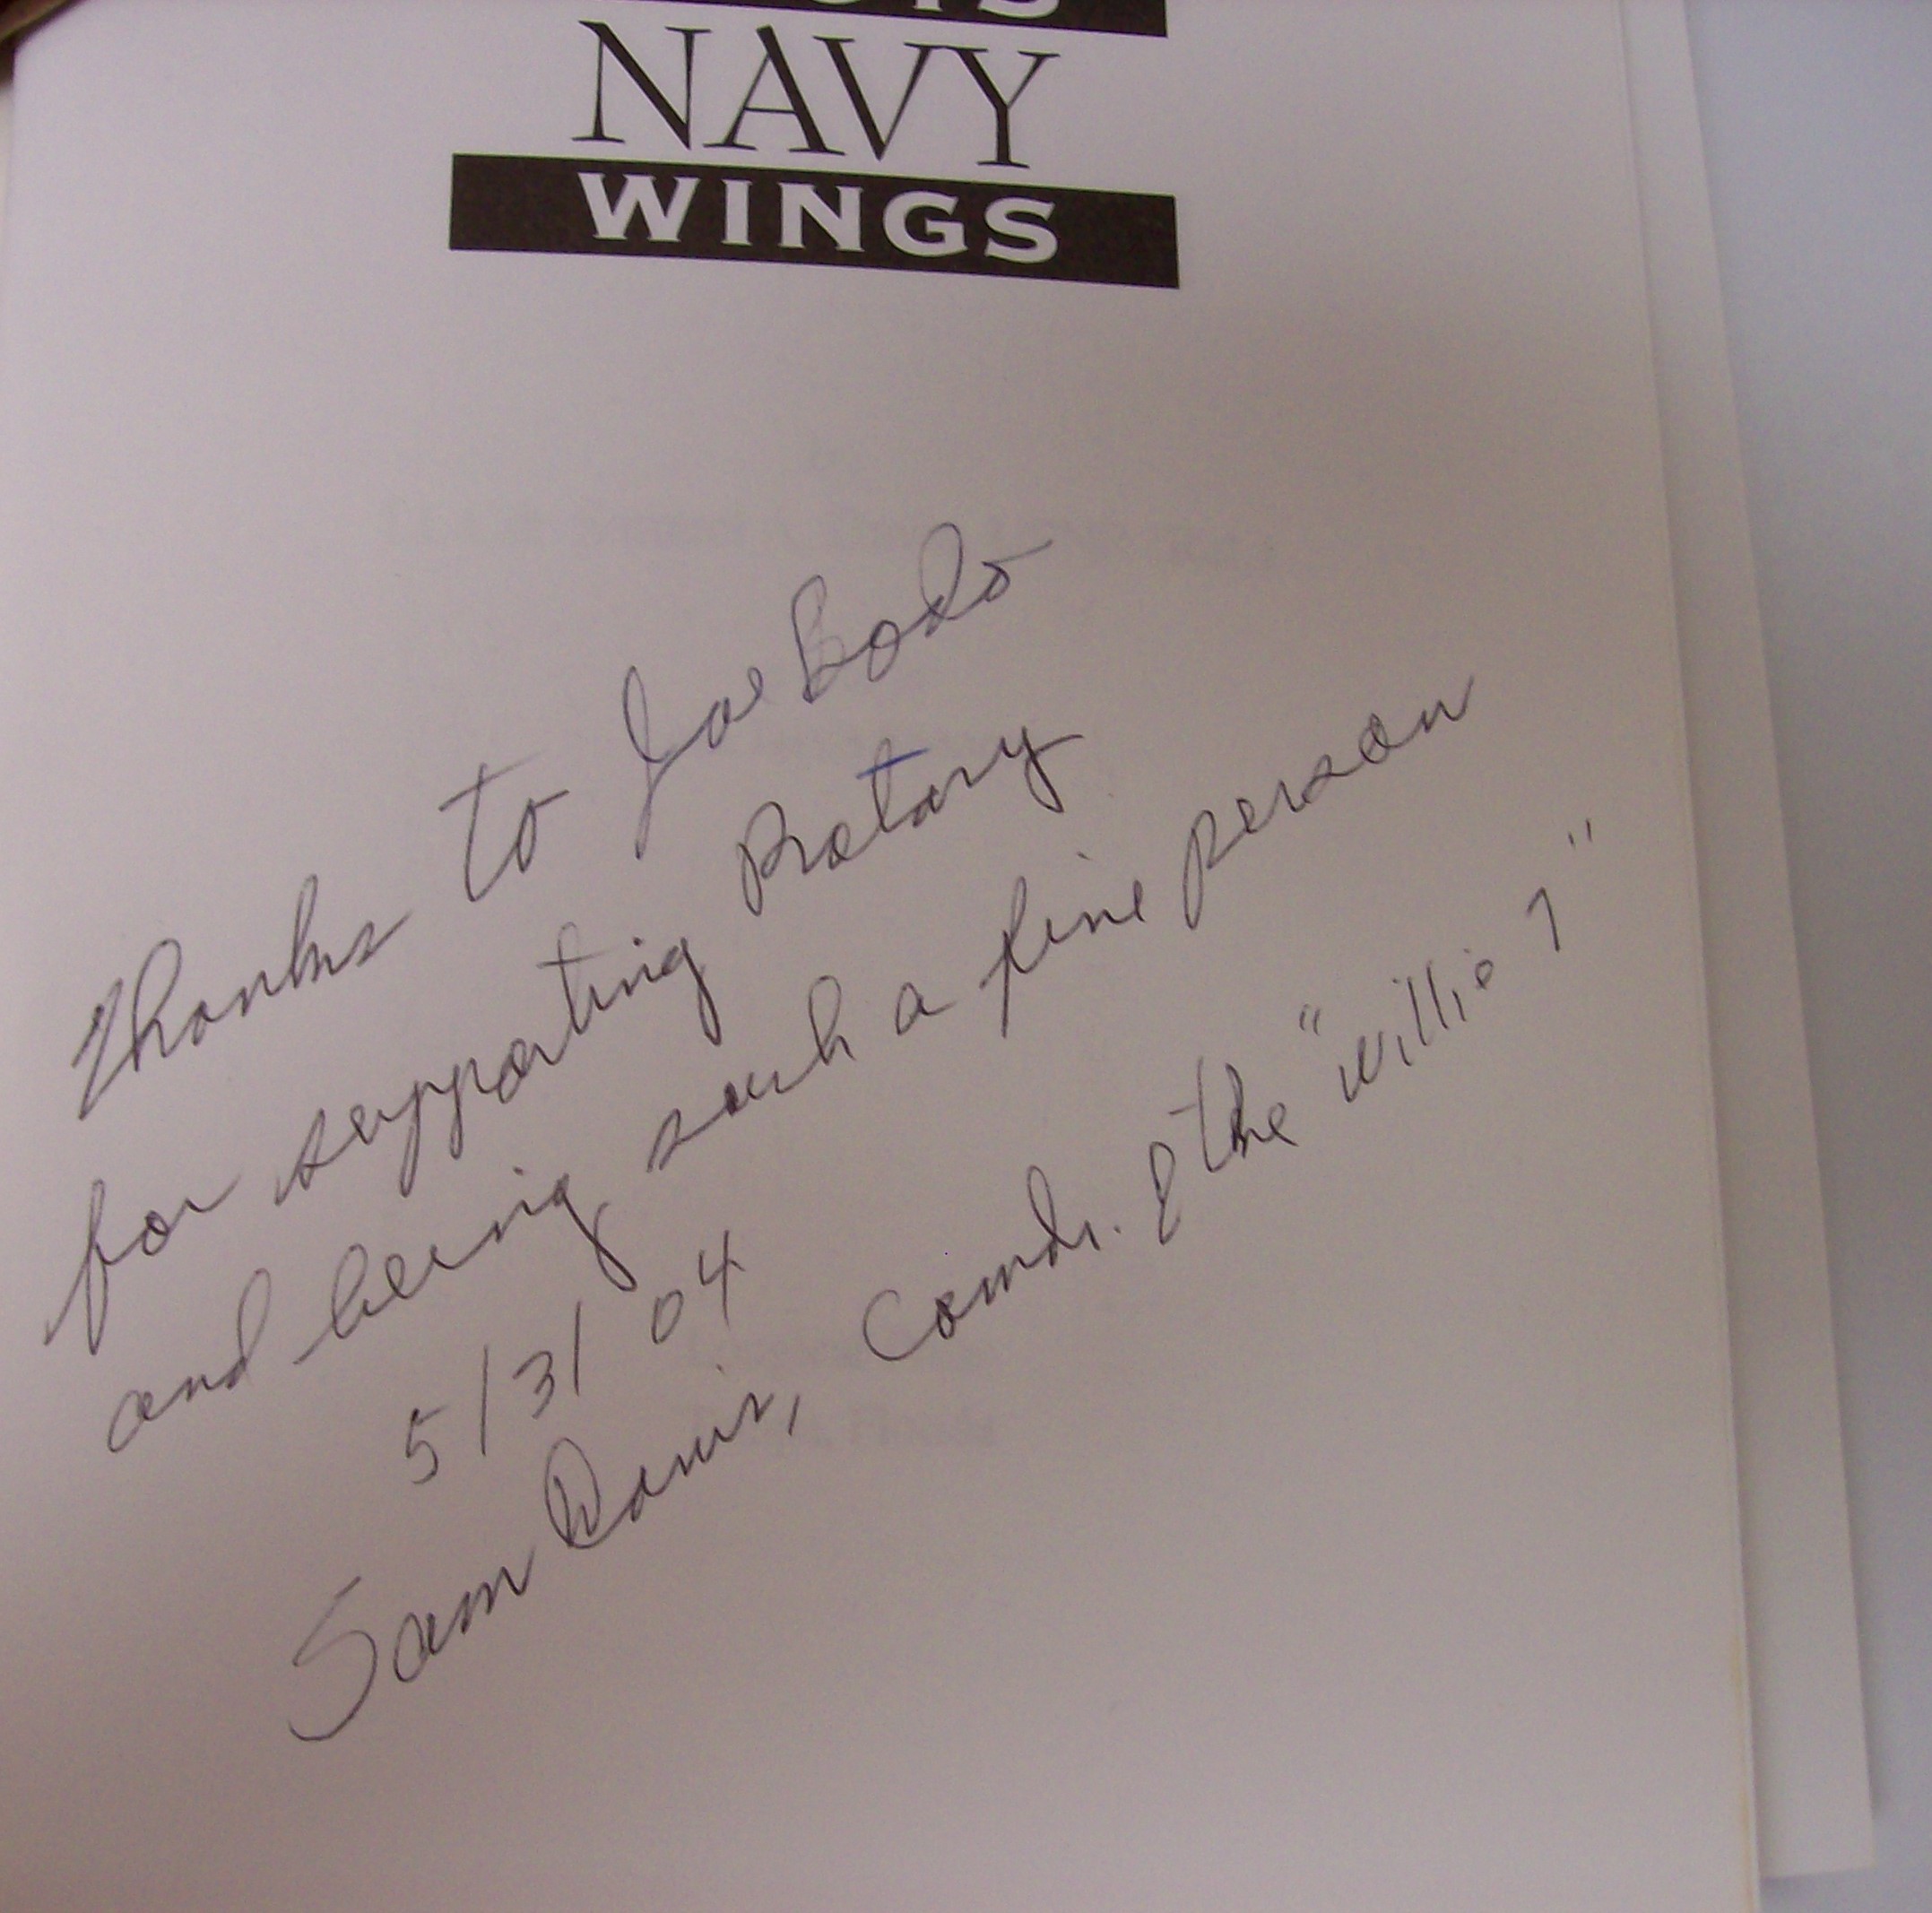 NAVY
WINGS
Thanks to Joe Bodo
for supporting Rotary
and being such a fine person
5/31 04
Sam Davis, Comdr. & the "willie 7"